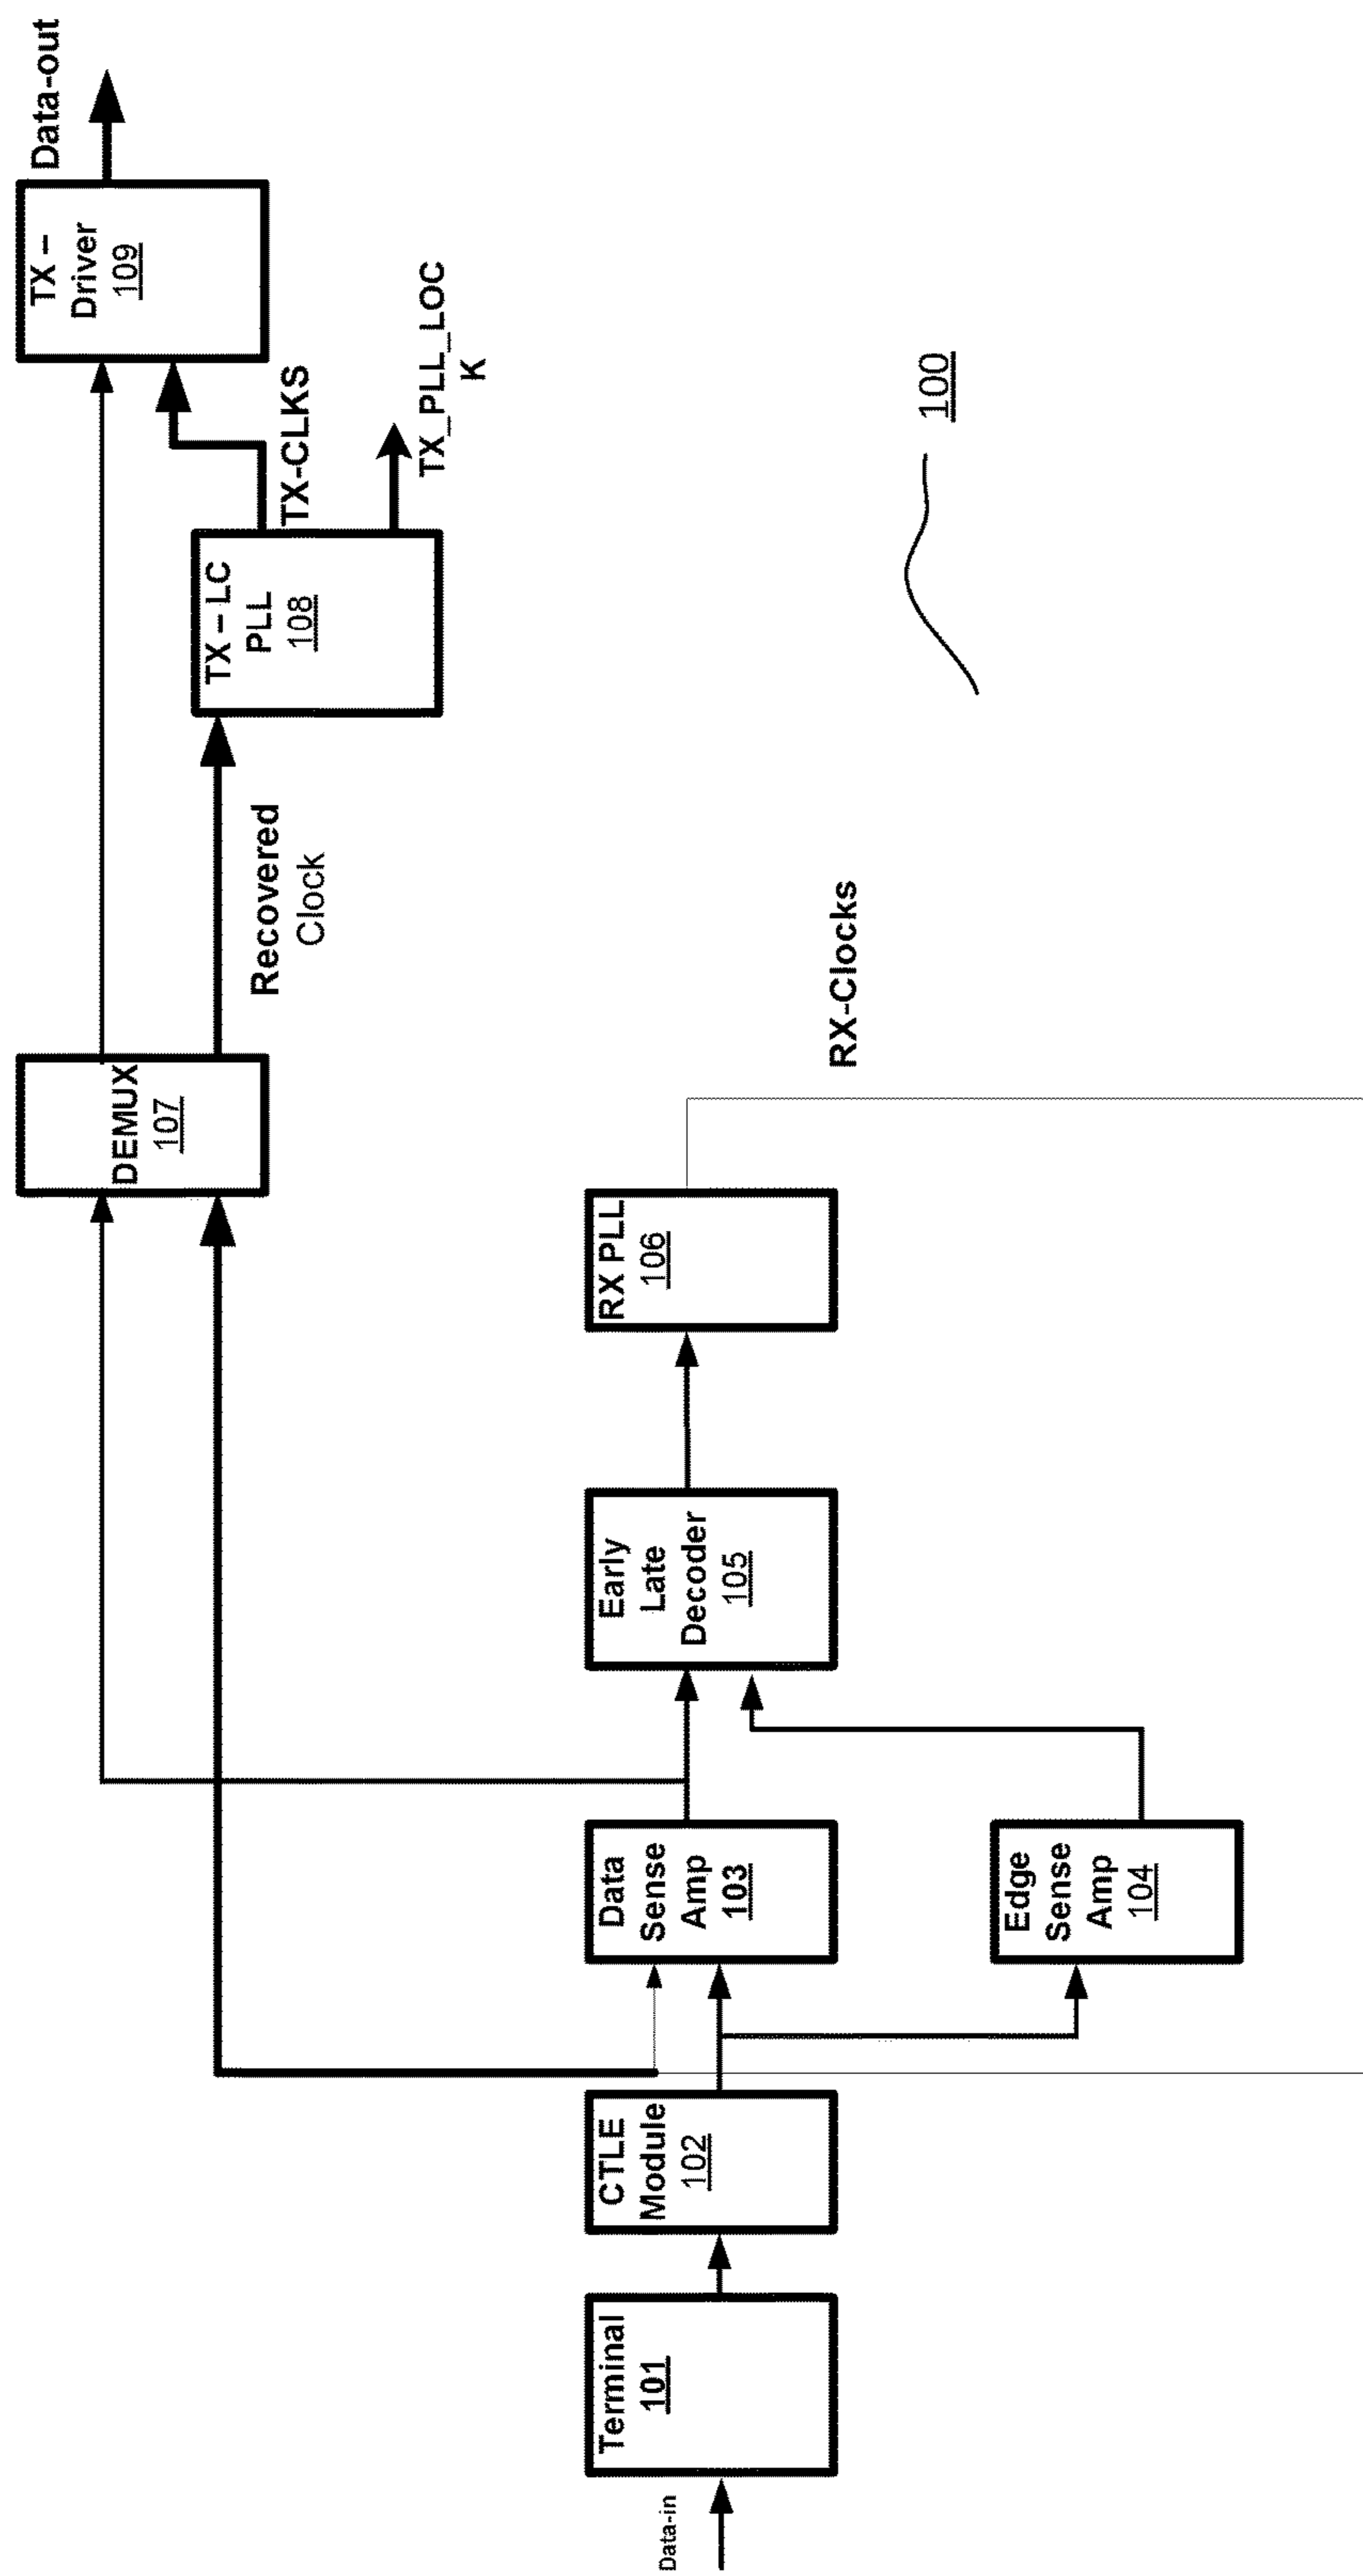 Data-in
Terminal
101
CTLE
Module
102
Data
Sense
Amp
103
Edge
Sense
Amp
104
Early
Late
Decoder
105
RX PLL
106
RX-Clocks
DEMUX
107
Recovered
Clock
TX – LC
PLL
108
TX-CLKS
TX_PLL_LOC
K
TX –
Driver
109
Data-out
100